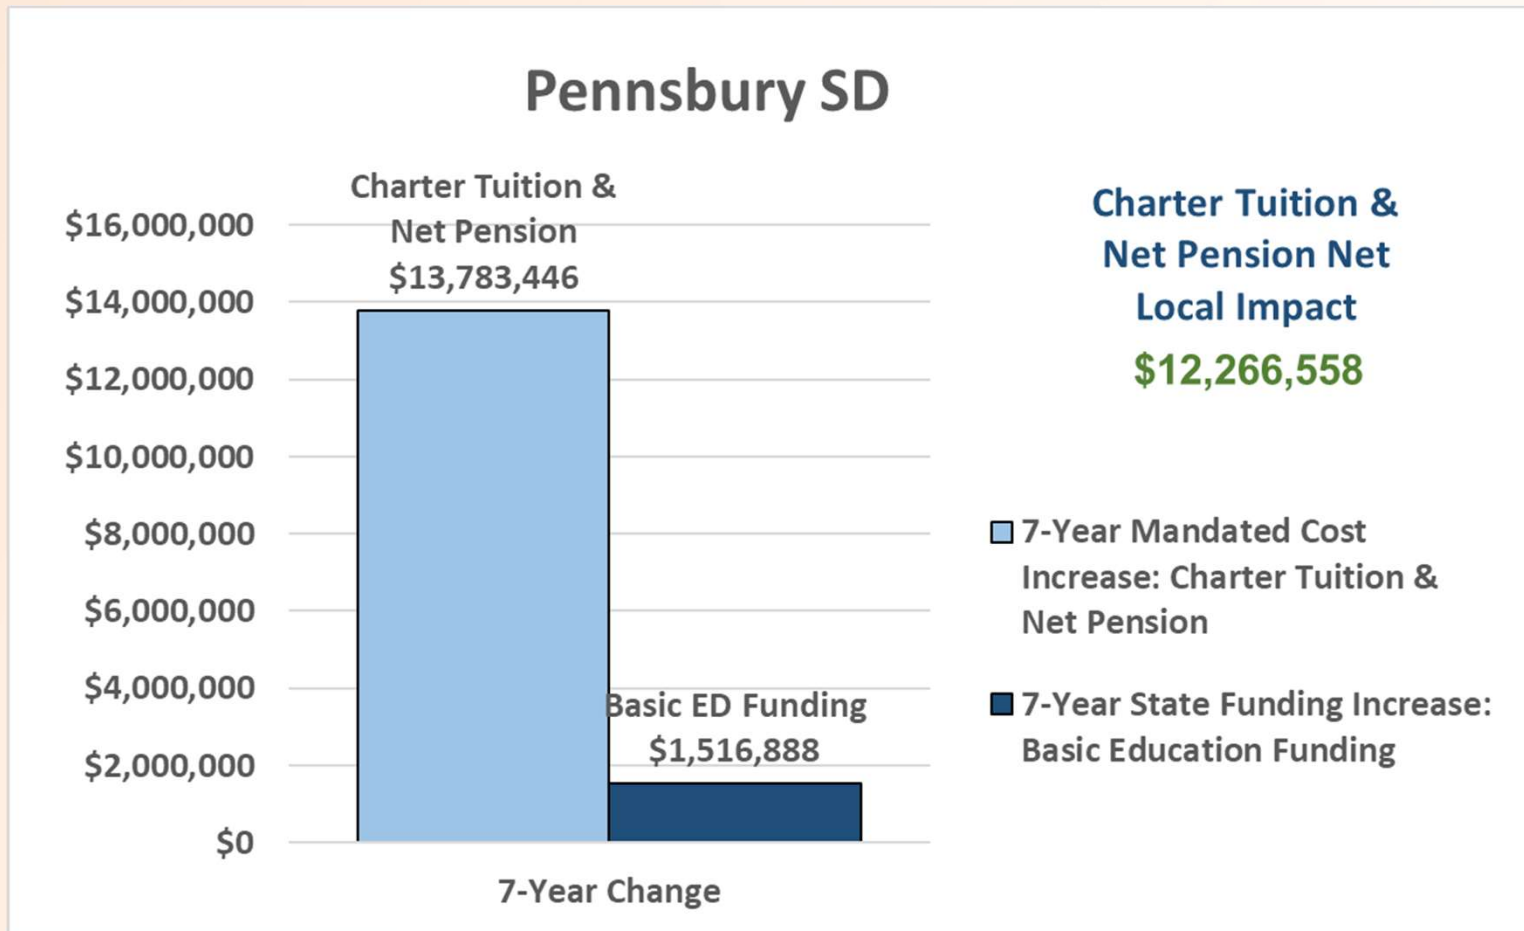 Pennsbury SD
Charter Tuition &
Net Pension
$13,783,446
$16,000,000
$14,000,000
$12,000,000
$10,000,000
$8,000,000
$6,000,000
$4,000,000
$2,000,000
$0
Basic ED Funding
$1,516,888
7-Year Change
Charter Tuition &
Net Pension Net
Local Impact
$12,266,558
7-Year Mandated Cost
Increase: Charter Tuition &
Net Pension
7-Year State Funding Increase:
Basic Education Funding